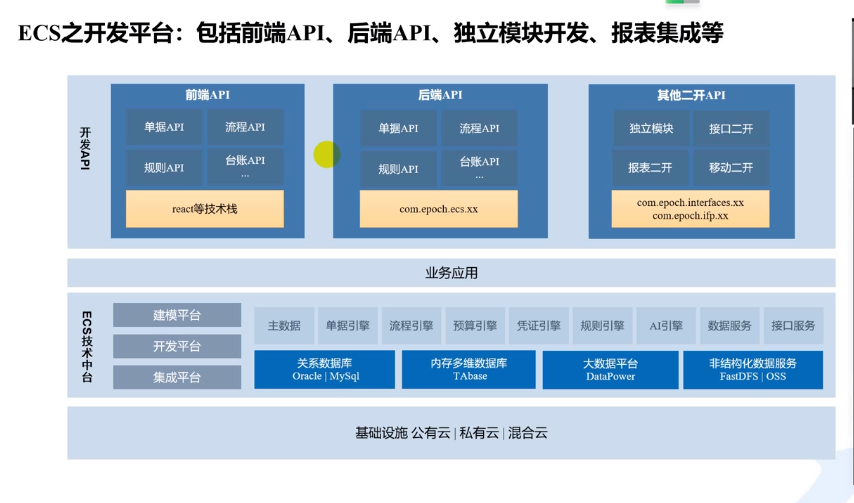 ECS之开发平台：包括前端API、后端API、独立模块开发、报表集成等
开发API
前端API
单据API
流程API
规则API
台账API
...
react等技术栈
后端API
单据API
流程API
规则API
台账API
...
com.epoch.ecs.xx
其他二开API
独立模块
接口二开
报表二开
移动二开
com.epoch.interfaces.xx
com.epoch.ifp.xx
业务应用
ECS技术中台
建模平台
开发平台
集成平台
主数据
单据引擎
流程引擎
预算引擎
凭证引擎
规则引擎
AI引擎
数据服务
接口服务
关系数据库
Oracle | MySql
内存多维数据库
TAbase
大数据平台
DataPower
非结构化数据服务
FastDFS | OSS
基础设施 公有云 | 私有云 | 混合云